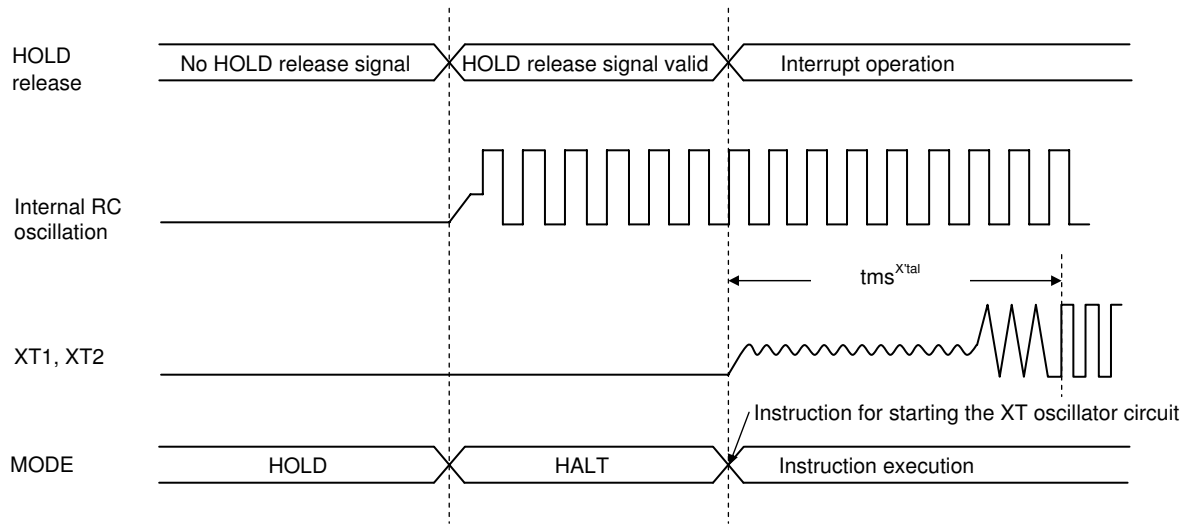 HOLD
release
No HOLD release signal
HOLD release signal valid
Interrupt operation
Internal RC
oscillation
tmsX'tal
XT1, XT2
Instruction for starting the XT oscillator circuit
MODE
HOLD
HALT
Instruction execution